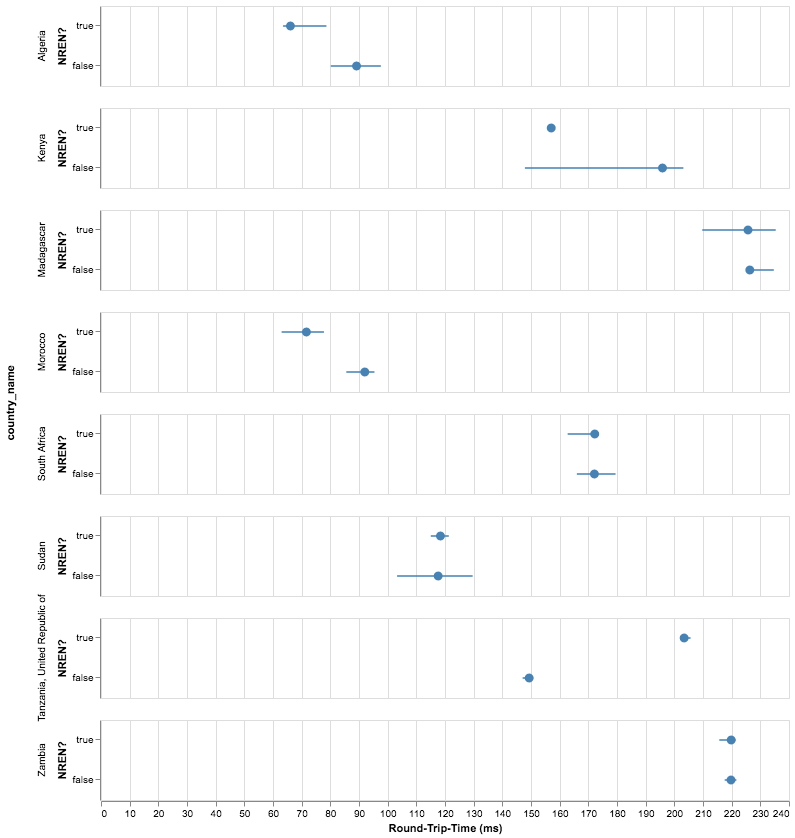 country_name
Algeria
NREN?
true
false
Kenya
NREN?
true
false
Madagascar
NREN?
true
false
Morocco
NREN?
true
false
South Africa
NREN?
true
false
Sudan
NREN?
true
false
Tanzania, United Republic of
NREN?
true
false
Zambia
NREN?
true
false
0 10 20 30 40 50 60 70 80 90 100 110 120 130 140 150 160 170 180 190 200 210 220 230 240
Round-Trip-Time (ms)